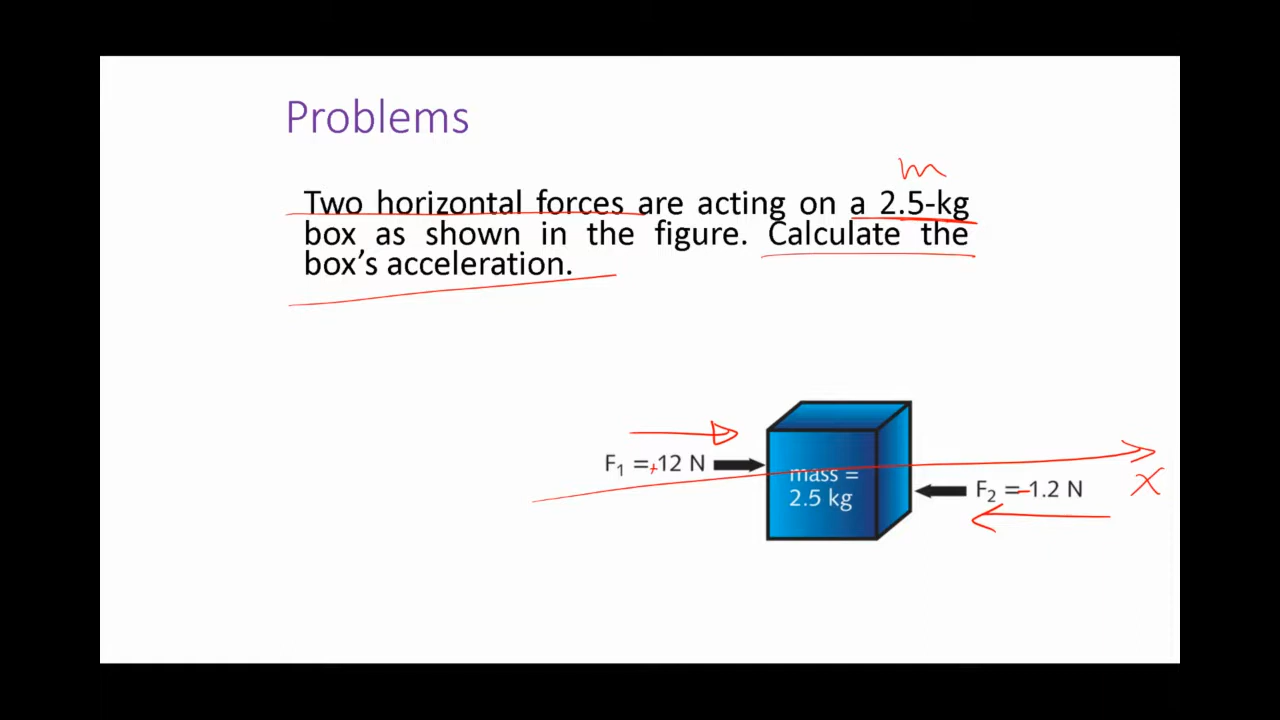 Problems
m
Two horizontal forces are acting on a 2.5-kg
box as shown in the figure. Calculate the
box's acceleration.
F₁ = +12 N
mass =
2.5 kg
F₂ = -1.2 N
X